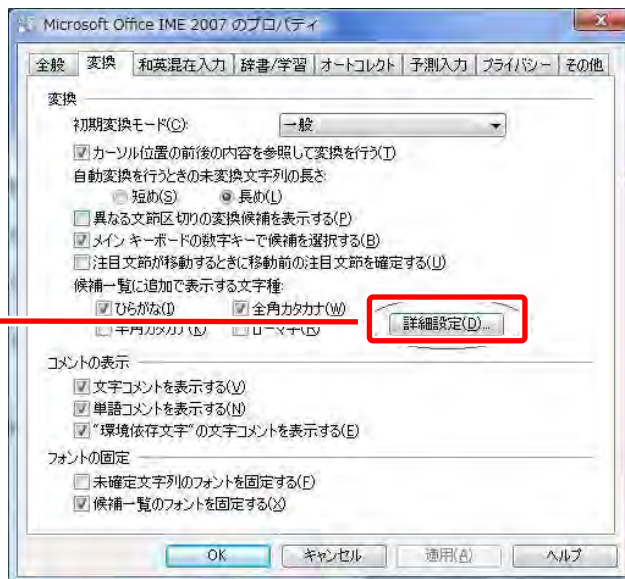 Microsoft Office IME 2007 のプロパティ
全般 変換 和英混在入力 辞書/学習 オートコレクト 予測入力 プライバシー その他
変換
初期変換モード(C): 一般
カーソル位置の前後の内容を参照して変換を行う(T)
自動変換を行うときの未変換文字列の長さ:
短め(S) 長め(L)
異なる文節区切りの変換候補を表示する(P)
メイン キーボードの数字キーで候補を選択する(B)
注目文節が移動するときに移動前の注目文節を確定する(U)
候補一覧に追加で表示する文字種:
ひらがな(I) 全角カタカナ(W) 詳細設定(D)...
半角カタカナ(K) ローマ字(R)
コメントの表示
文字コメントを表示する(V)
単語コメントを表示する(N)
"環境依存文字"の文字コメントを表示する(E)
フォントの固定
未確定文字列のフォントを固定する(F)
候補一覧のフォントを固定する(X)
OK キャンセル 適用(A) ヘルプ